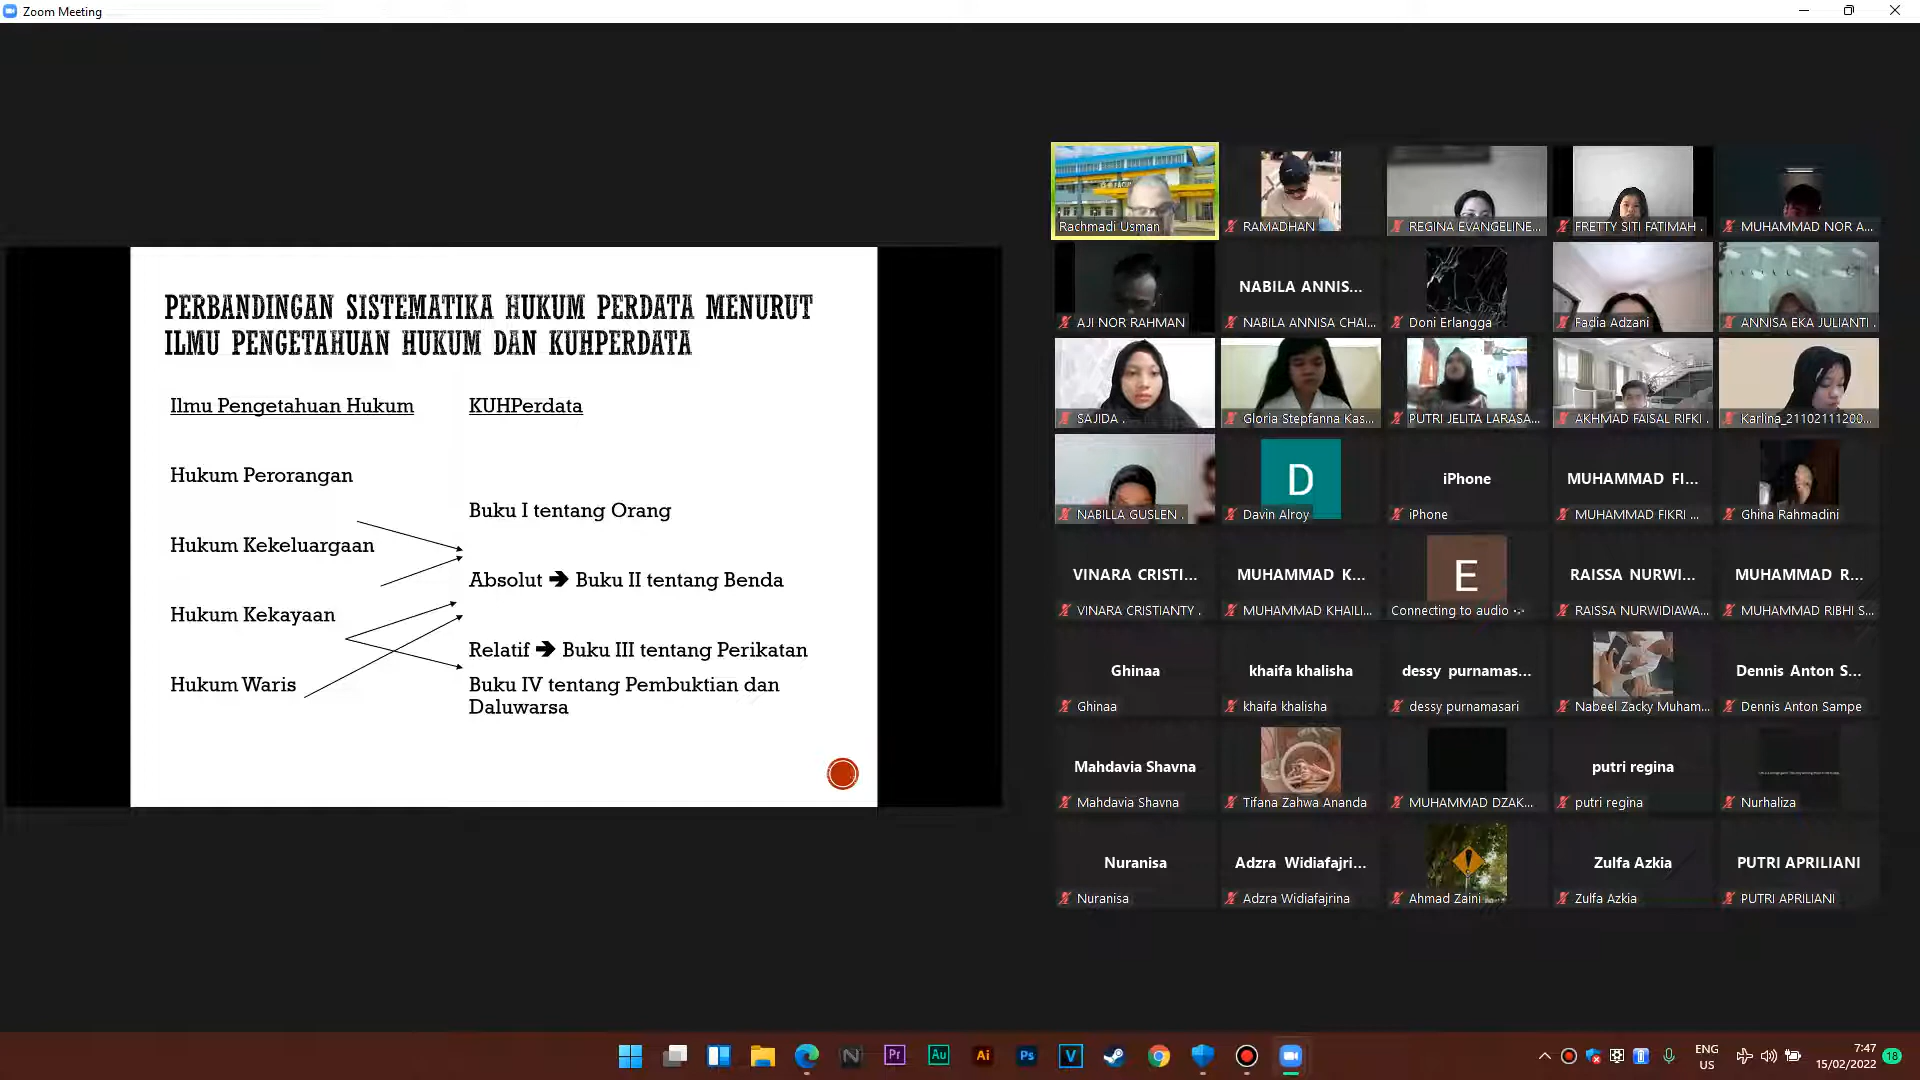 Zoom Meeting
PERBANDINGAN SISTEMATIKA HUKUM PERDATA MENURUT
ILMU PENGETAHUAN HUKUM DAN KUHPERDATA
Ilmu Pengetahuan Hukum
KUHPerdata
Hukum Perorangan
Buku I tentang Orang
Hukum Kekeluargaan
Absolut ➔ Buku II tentang Benda
Hukum Kekayaan
Relatif ➔ Buku III tentang Perikatan
Hukum Waris
Buku IV tentang Pembuktian dan
Daluwarsa
Rachmadi Usman
RAMADHAN
REGINA EVANGELINE...
FRETTY SITI FATIMAH .
MUHAMMAD NOR A...
AJI NOR RAHMAN
NABILA ANNIS...
NABILA ANNISA CHAI...
Doni Erlangga
Fadia Adzani
ANNISA EKA JULIANTI .
SAJIDA .
Gloria Stepfanna Kas...
PUTRI JELITA LARASA...
AKHMAD FAISAL RIFKI .
Karlina_21102111200...
NABILLA GUSLEN .
D
Davin Alroy
iPhone
iPhone
MUHAMMAD FI...
MUHAMMAD FIKRI ...
Ghina Rahmadini
VINARA CRISTI...
VINARA CRISTIANTY .
MUHAMMAD K...
MUHAMMAD KHAILI...
E
Connecting to audio
RAISSA NURWI...
RAISSA NURWIDIAWA...
MUHAMMAD R...
MUHAMMAD RIBHI S...
Ghinaa
Ghinaa
khaifa khalisha
khaifa khalisha
dessy purnamas...
dessy purnamasari
Nabeel Zacky Muham...
Dennis Anton S...
Dennis Anton Sampe
Mahdavia Shavna
Mahdavia Shavna
Tifana Zahwa Ananda
MUHAMMAD DZAK...
putri regina
putri regina
Nurhaliza
Nuranisa
Nuranisa
Adzra Widiafajri...
Adzra Widiafajrina
Ahmad Zaini
Zulfa Azkia
Zulfa Azkia
PUTRI APRILIANI
PUTRI APRILIANI
Pr
Au
Ai
Ps
V
ENG
US
7:47
15/02/2022
18